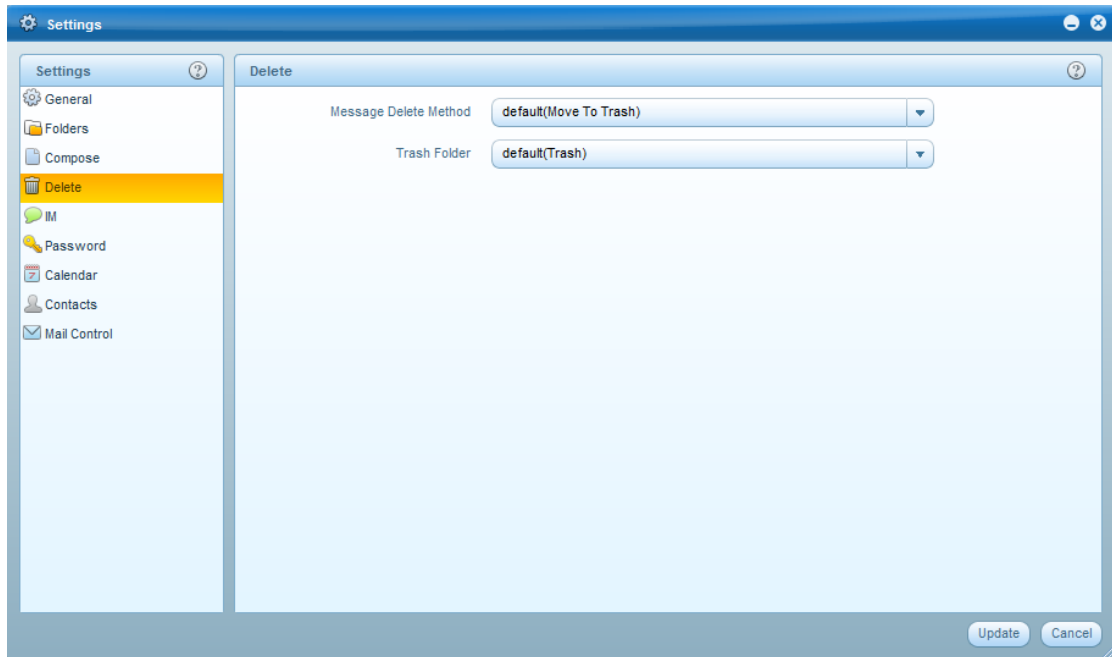 Settings
Settings
General
Folders
Compose
Delete
IM
Password
7 Calendar
Contacts
Mail Control
Delete
Message Delete Method default(Move To Trash)
Trash Folder default(Trash)
Update Cancel